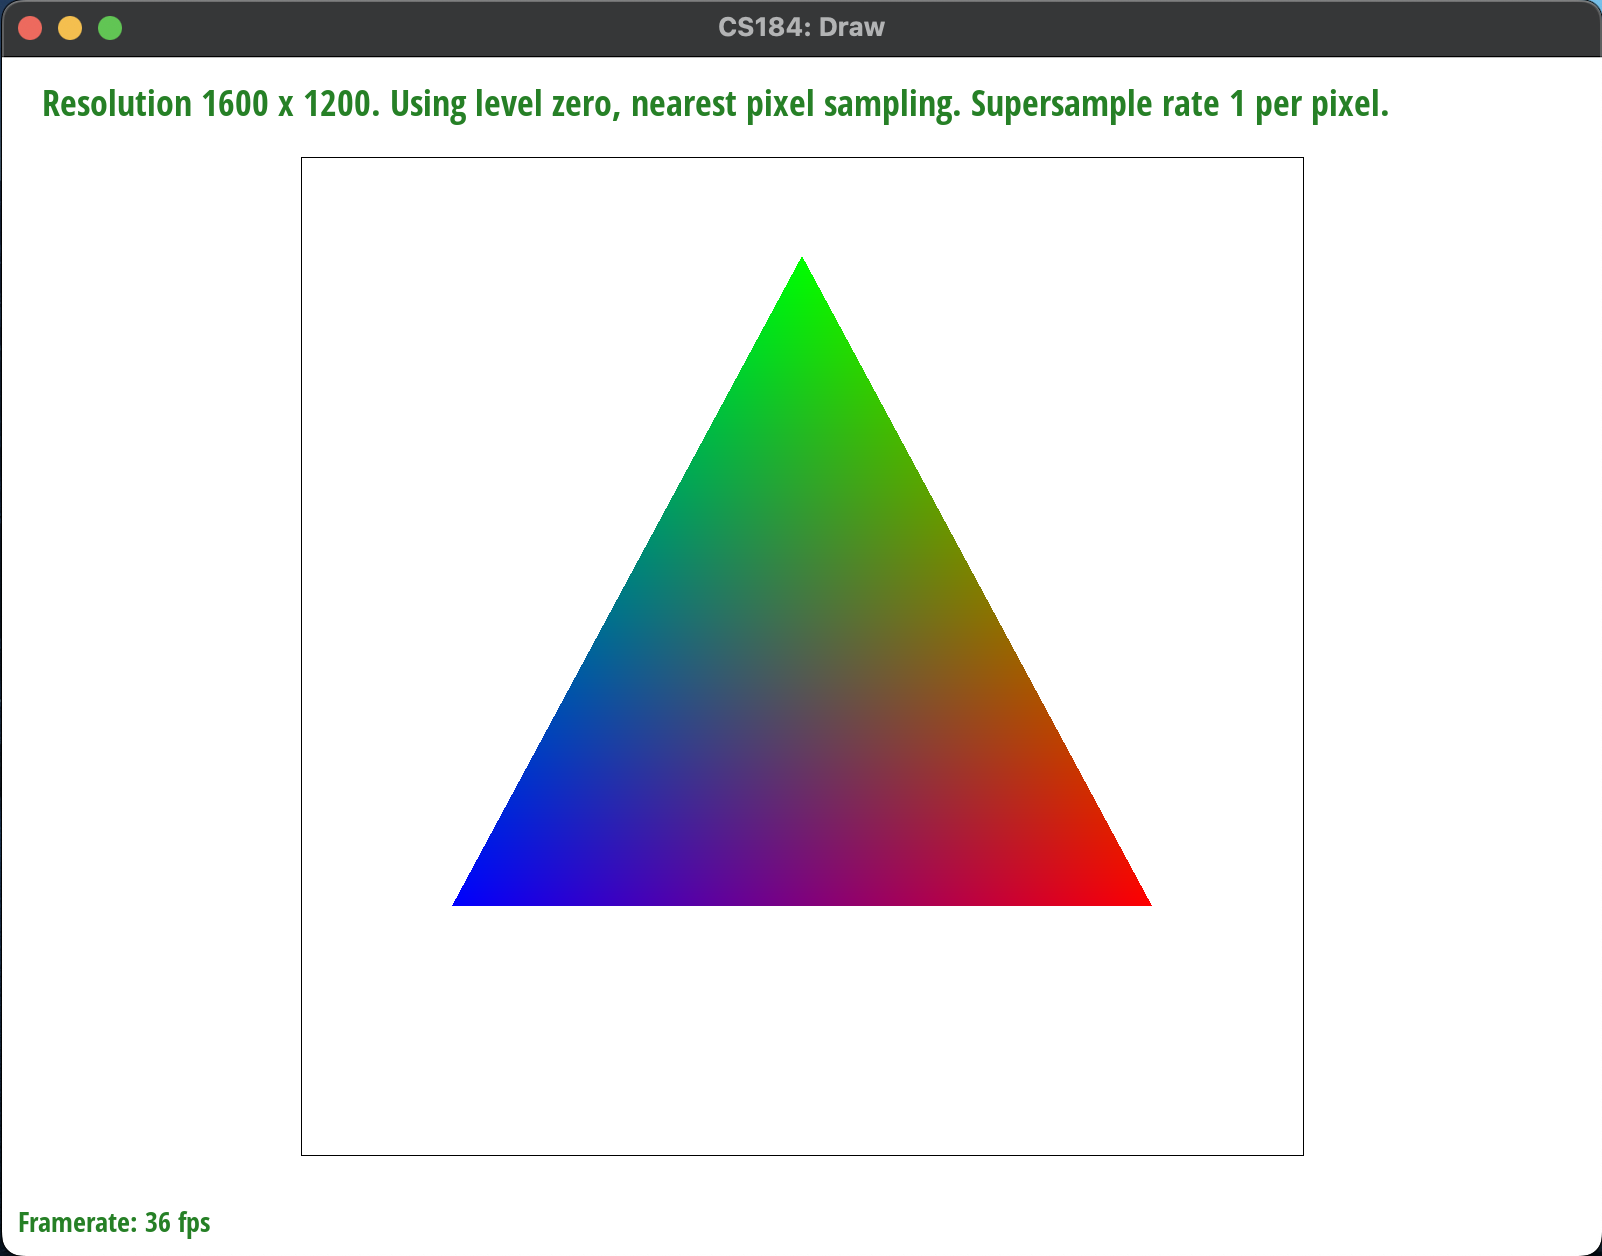 CS184: Draw
Resolution 1600 x 1200. Using level zero, nearest pixel sampling. Supersample rate 1 per pixel.
Framerate: 36 fps